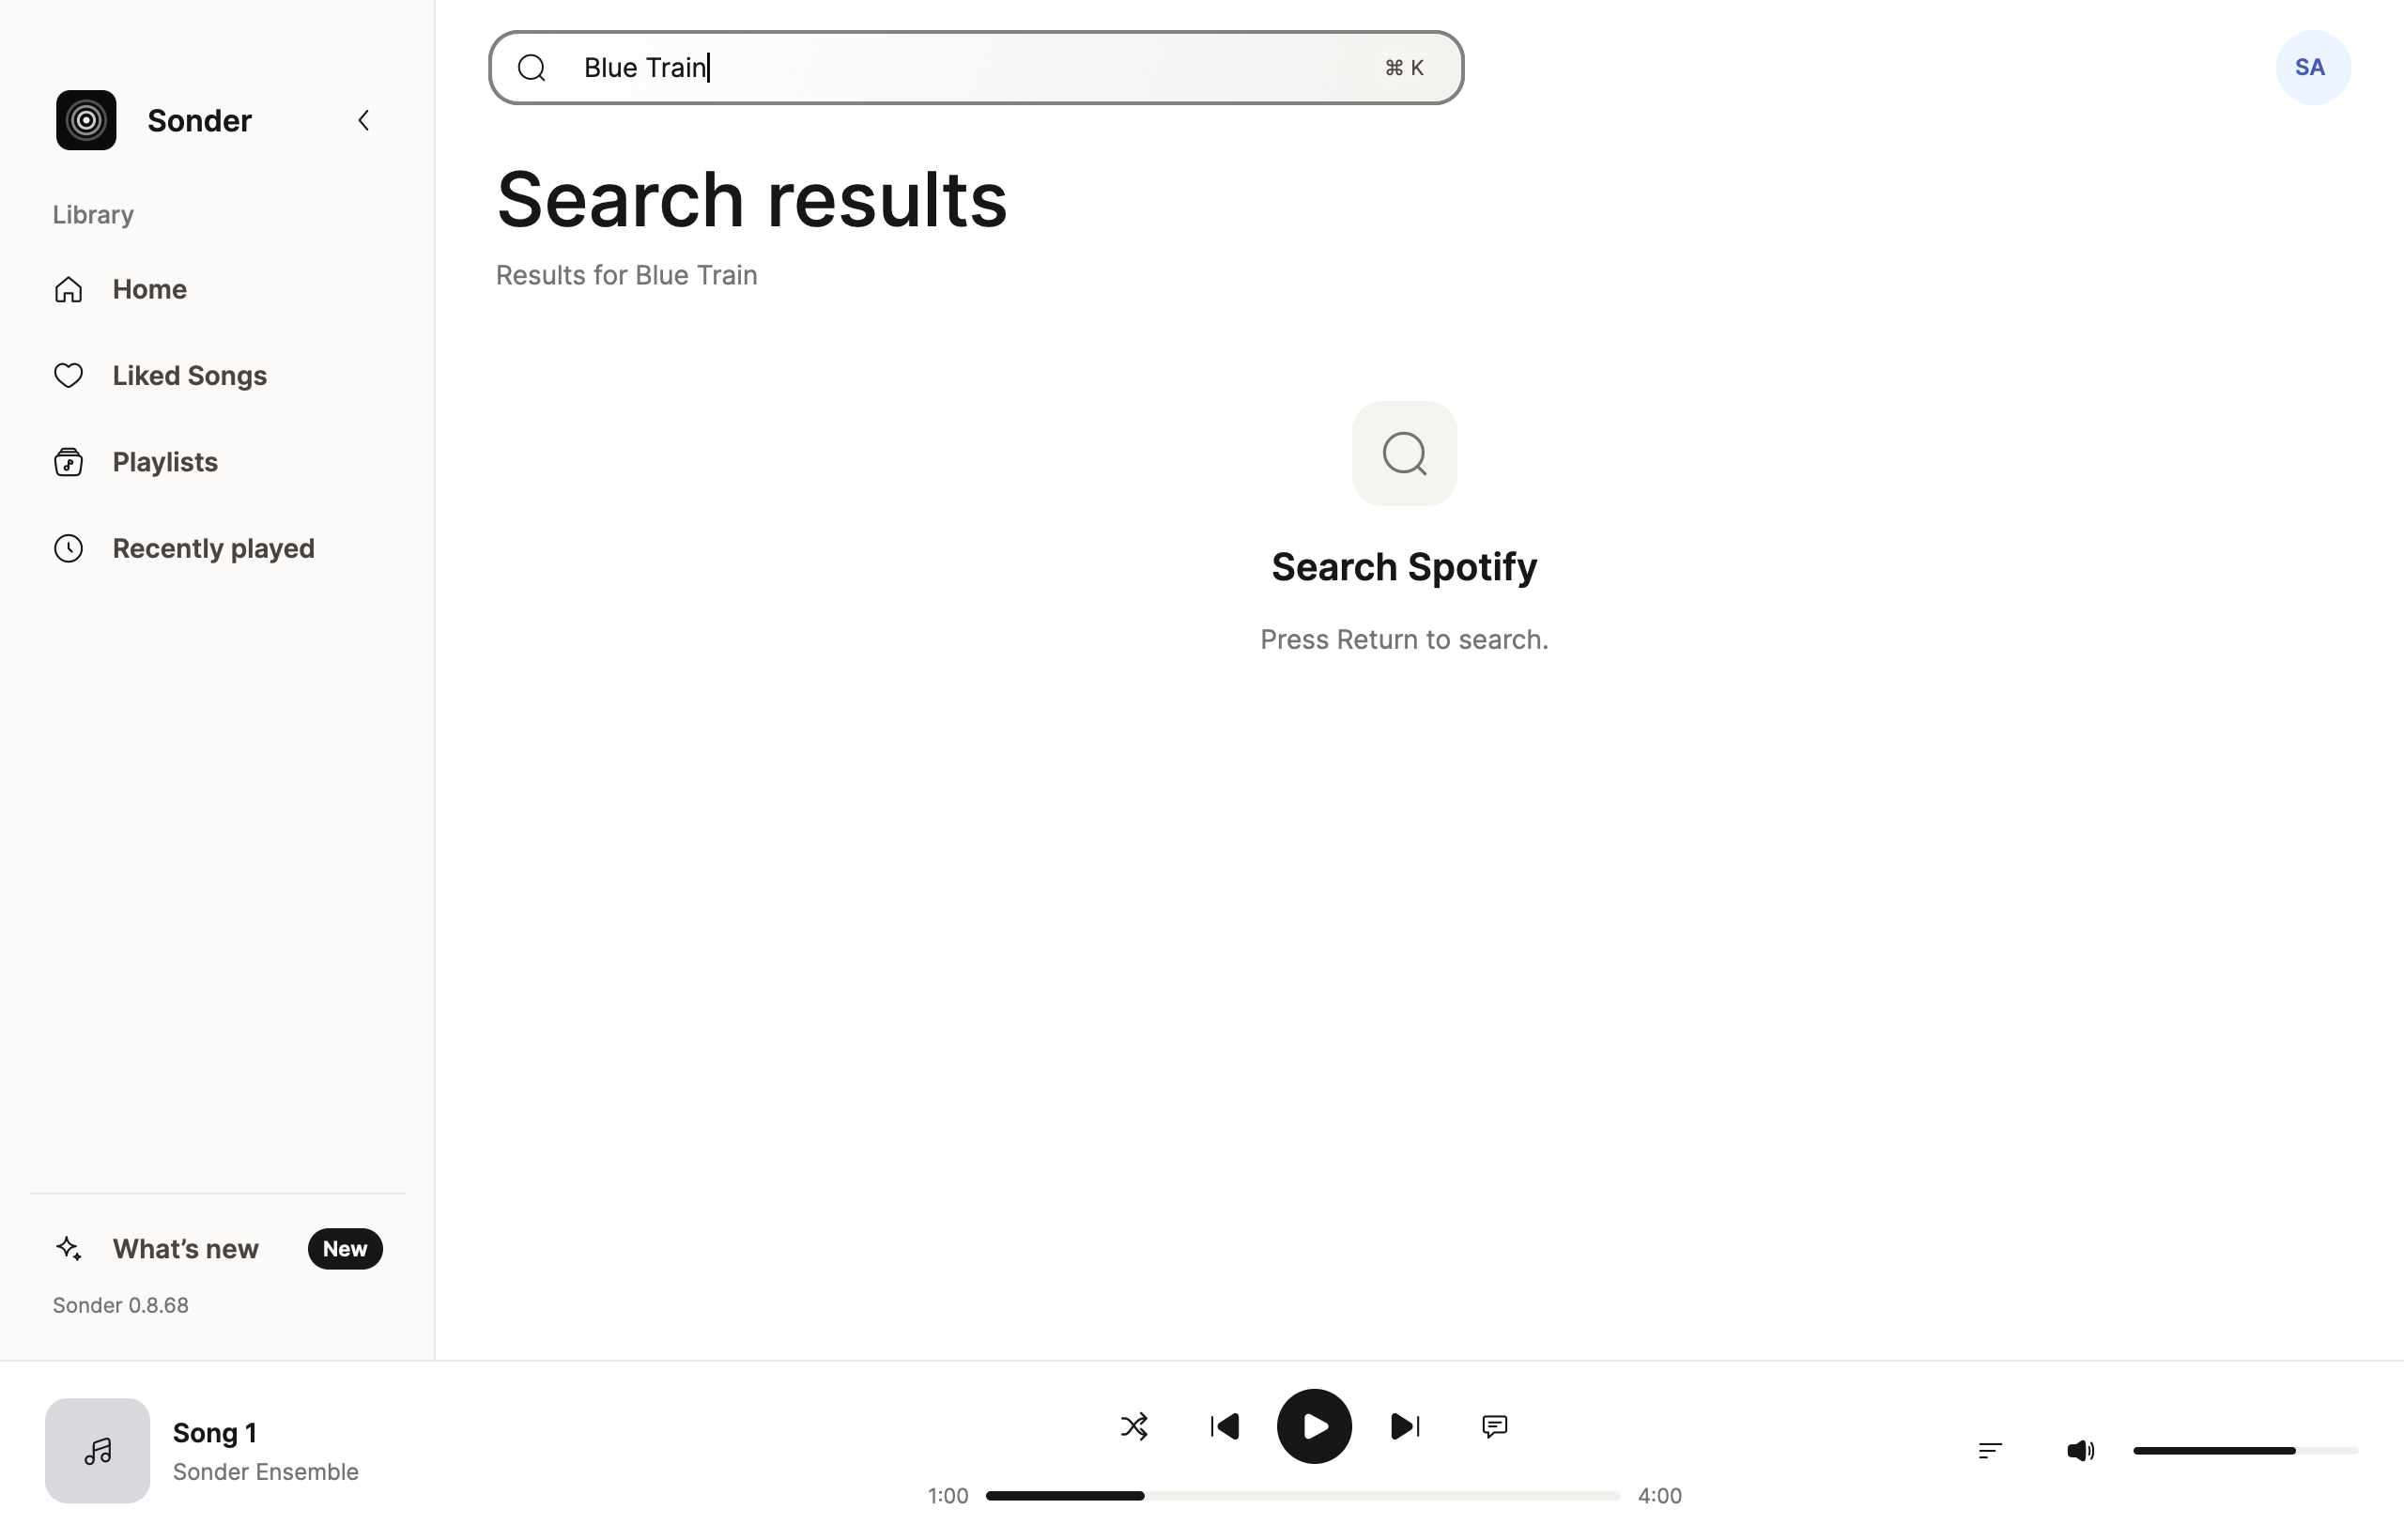 Blue Train
⌘ K
SA
Sonder
Library
Home
Liked Songs
Playlists
Recently played
Search results
Results for Blue Train
Search Spotify
Press Return to search.
What’s new
New
Sonder 0.8.68
Song 1
Sonder Ensemble
1:00
4:00